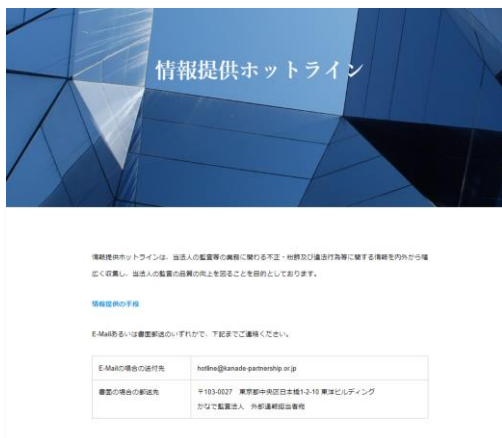 情報提供ホットライン
情報提供ホットラインは、当法人の監査等の業務に関わる不正・粉飾及び違法行為等に関する情報を内外から幅
広く収集し、当法人の監査の品質の向上を図ることを目的としております。
情報提供の手段
E-Mailあるいは書面郵送のいずれかで、下記までご連絡ください。
E-Mailの場合の送付先 hotline@kanade-partnership.or.jp
書面の場合の郵送先 〒103-0027 東京都中央区日本橋1-2-10 東洋ビルディング
かなで監査法人 外部通報担当者宛